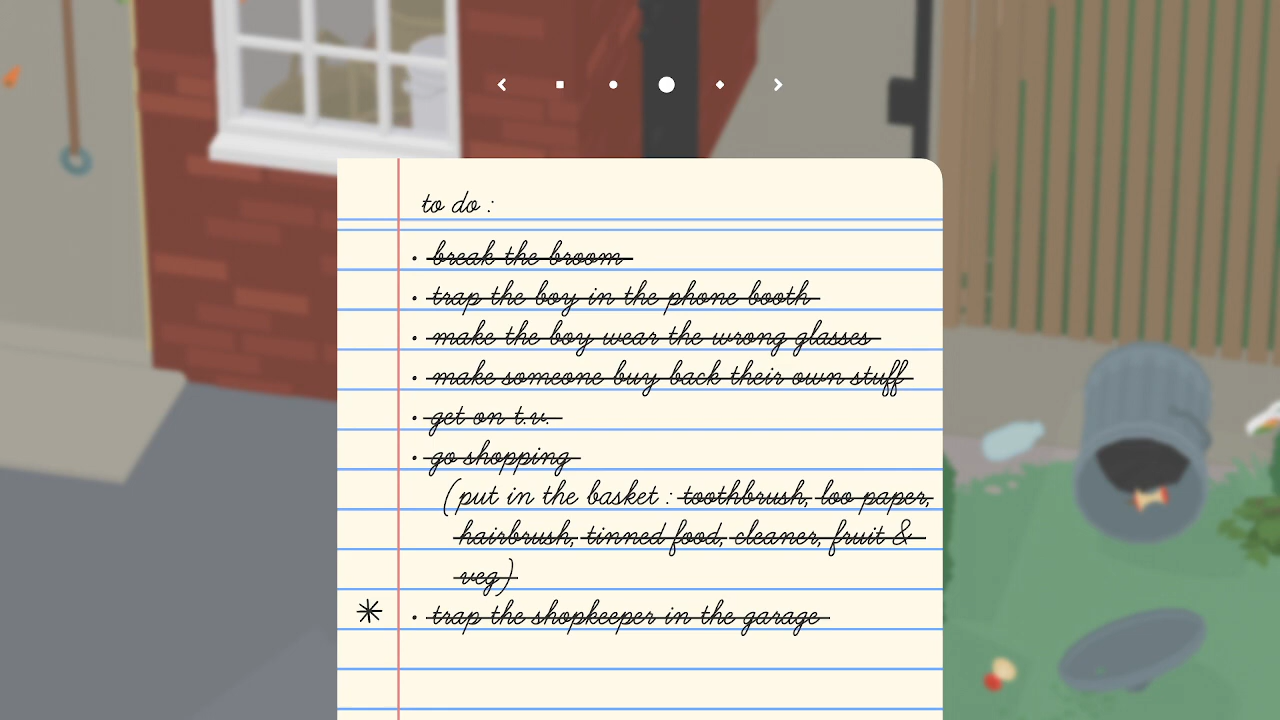 to do :
· break the broom
· trap the boy in the phone booth
· make the boy wear the wrong glasses
· make someone buy back their own stuff
· get on t.v.
· go shopping
(put in the basket : toothbrush, loo paper,
hairbrush, tinned food, cleaner, fruit &
veg)
* · trap the shopkeeper in the garage